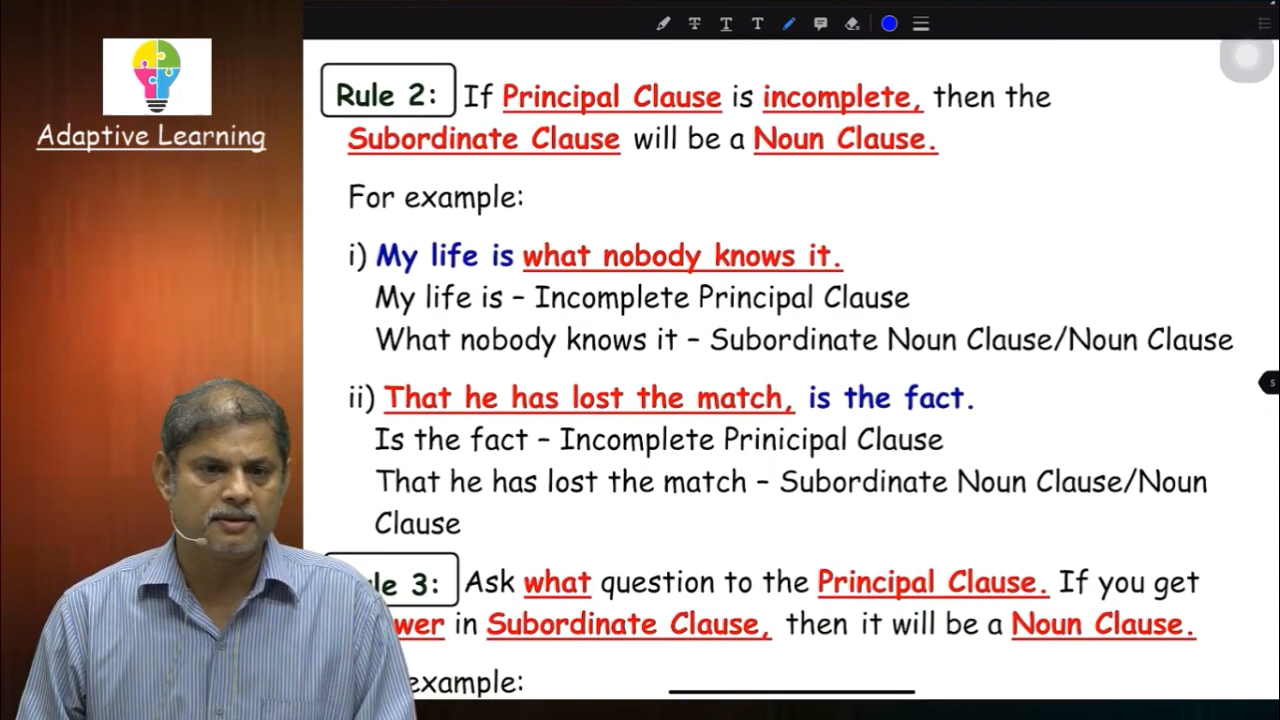 Adaptive Learning
Rule 2: If Principal Clause is incomplete, then the
Subordinate Clause will be a Noun Clause.
For example:
i) My life is what nobody knows it.
My life is – Incomplete Principal Clause
What nobody knows it – Subordinate Noun Clause/Noun Clause
ii) That he has lost the match, is the fact.
Is the fact – Incomplete Prinicipal Clause
That he has lost the match – Subordinate Noun Clause/Noun
Clause
le 3: Ask what question to the Principal Clause. If you get
wer in Subordinate Clause, then it will be a Noun Clause.
example:
5